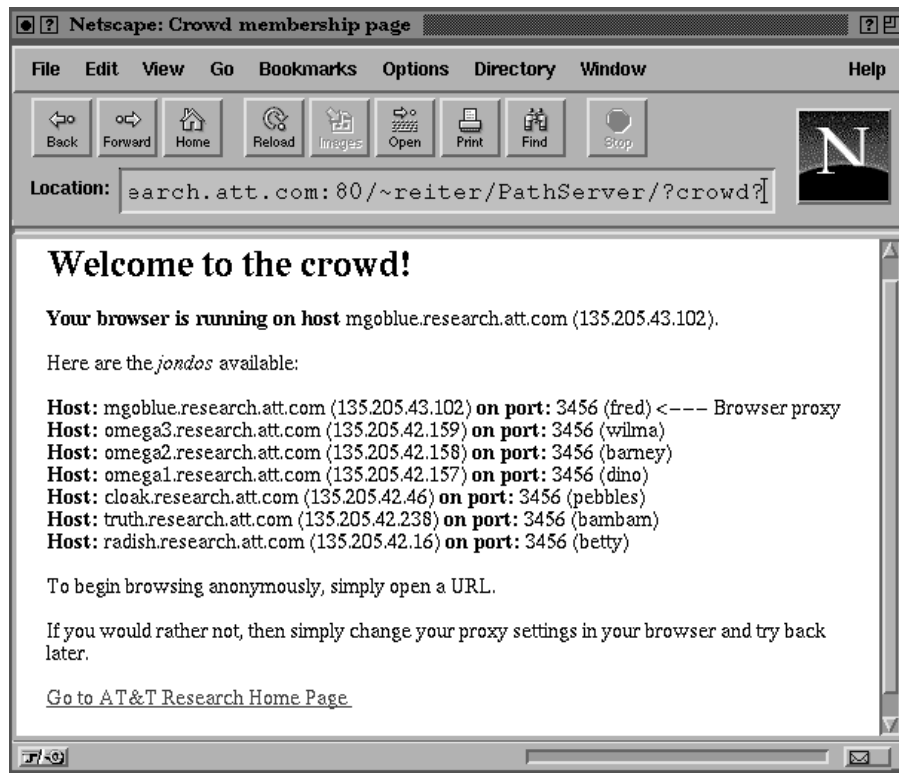 Netscape: Crowd membership page
File Edit View Go Bookmarks Options Directory Window Help
Back Forward Home Reload Images Open Print Find Stop
N
Location: earch.att.com:80/~reiter/PathServer/?crowd?
Welcome to the crowd!
Your browser is running on host mgoblue.research.att.com (135.205.43.102).
Here are the jondos available:
Host: mgoblue.research.att.com (135.205.43.102) on port: 3456 (fred) <--- Browser proxy
Host: omega3.research.att.com (135.205.42.159) on port: 3456 (wilma)
Host: omega2.research.att.com (135.205.42.158) on port: 3456 (barney)
Host: omega1.research.att.com (135.205.42.157) on port: 3456 (dino)
Host: cloak.research.att.com (135.205.42.46) on port: 3456 (pebbles)
Host: truth.research.att.com (135.205.42.238) on port: 3456 (bambam)
Host: radish.research.att.com (135.205.42.16) on port: 3456 (betty)
To begin browsing anonymously, simply open a URL.
If you would rather not, then simply change your proxy settings in your browser and try back
later.
Go to AT&T Research Home Page